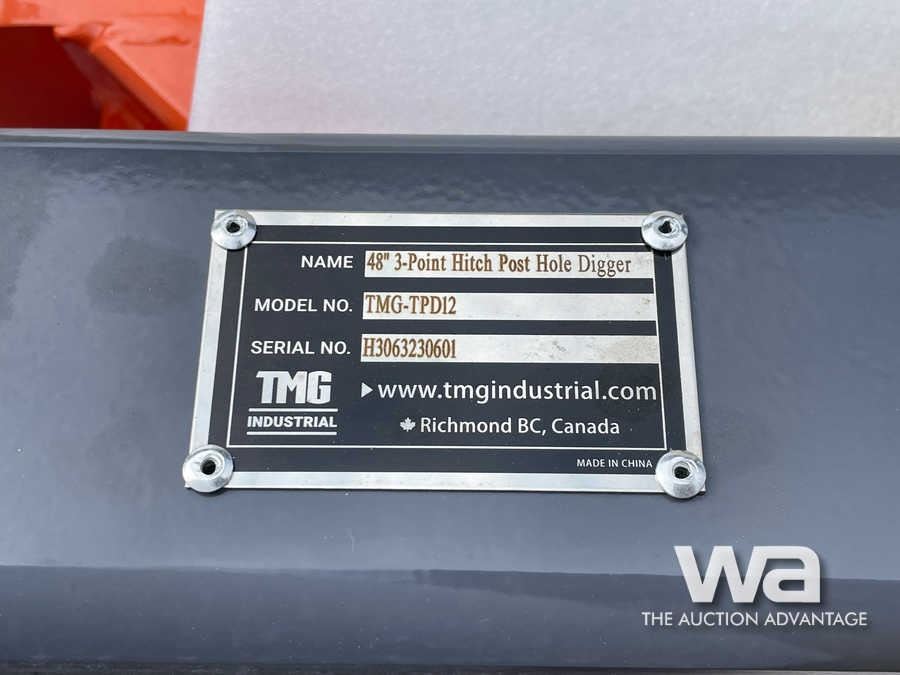 NAME 48" 3-Point Hitch Post Hole Digger
MODEL NO. TMG-TPD12
SERIAL NO. H3063230601
TMG
INDUSTRIAL
www.tmgindustrial.com
Richmond BC, Canada
MADE IN CHINA
wa
THE AUCTION ADVANTAGE